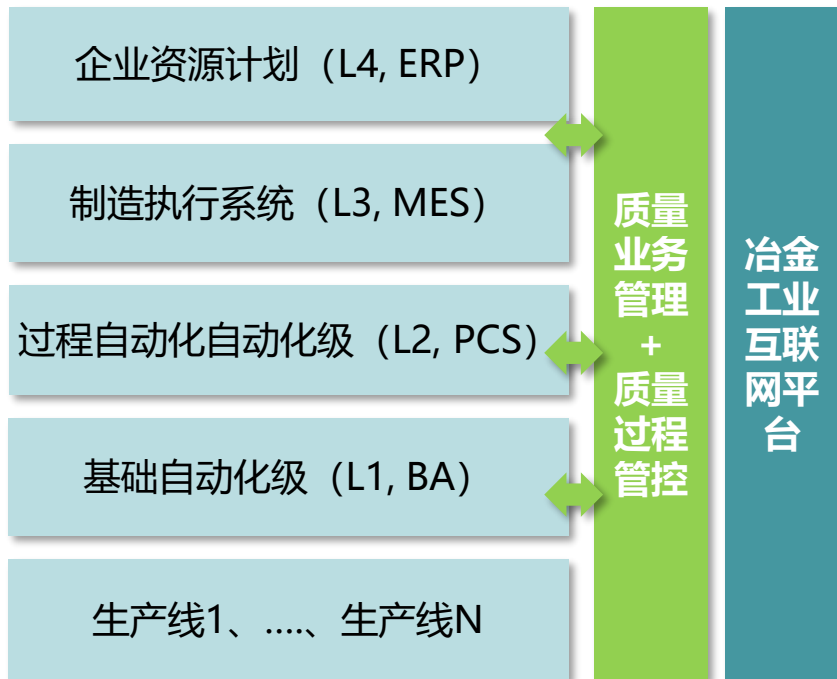 企业资源计划（L4, ERP）
制造执行系统（L3, MES）
过程自动化自动化级（L2, PCS）
基础自动化级（L1, BA）
生产线1、....、生产线N
质量
业务
管理
+
质量
过程
管控
冶金
工业
互联
网平
台